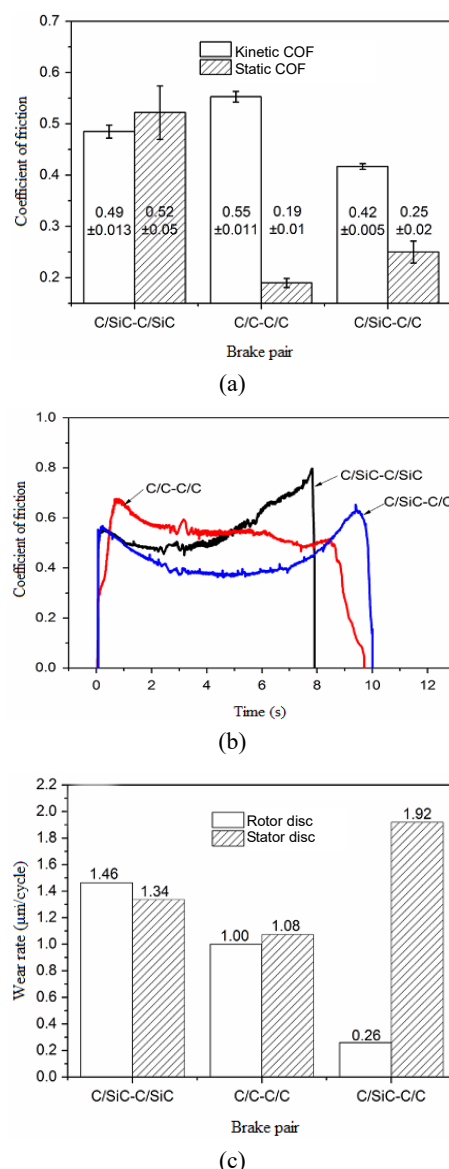 0.7
0.6
0.5
0.4
0.3
0.2
Coefficient of friction
Kinetic COF
Static COF
0.49
±0.013
0.52
±0.05
0.55
±0.011
0.19
±0.01
0.42
±0.005
0.25
±0.02
C/SiC-C/SiC
C/C-C/C
C/SiC-C/C
Brake pair
(a)
1.0
0.8
0.6
0.4
0.2
0.0
Coefficient of friction
C/C-C/C
C/SiC-C/SiC
C/SiC-C/C
0
2
4
6
8
10
12
Time (s)
(b)
2.2
2.0
1.8
1.6
1.4
1.2
1.0
0.8
0.6
0.4
0.2
0.0
Wear rate (μm/cycle)
Rotor disc
Stator disc
1.46
1.34
1.00
1.08
0.26
1.92
C/SiC-C/SiC
C/C-C/C
C/SiC-C/C
Brake pair
(c)